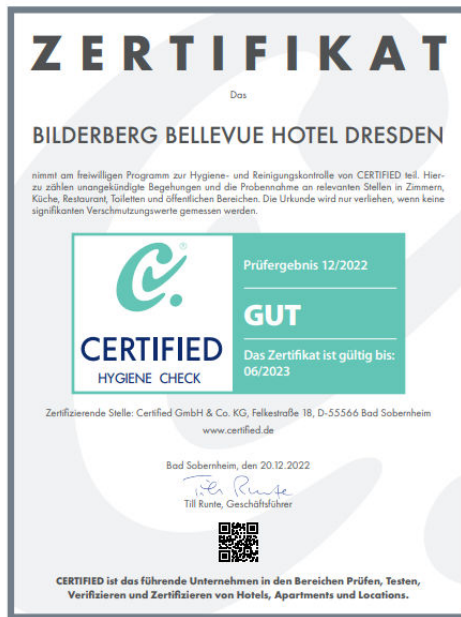 ZERTIFIKAT
Das
BILDERBERG BELLEVUE HOTEL DRESDEN
nimmt am freiwilligen Programm zur Hygiene- und Reinigungskontrolle von CERTIFIED teil. Hier-
zu zählen unangekündigte Begehungen und die Probennahme an relevanten Stellen in Zimmern,
Küche, Restaurant, Toiletten und öffentlichen Bereichen. Die Urkunde wird nur verliehen, wenn keine
signifikanten Verschmutzungswerte gemessen werden.
C.®
CERTIFIED
HYGIENE CHECK
Prüfergebnis 12/2022
GUT
Das Zertifikat ist gültig bis:
06/2023
Zertifizierende Stelle: Certified GmbH & Co. KG, Felkestraße 18, D-55566 Bad Sobernheim
www.certified.de
Bad Sobernheim, den 20.12.2022
Till Runte
Till Runte, Geschäftsführer
CERTIFIED ist das führende Unternehmen in den Bereichen Prüfen, Testen,
Verifizieren und Zertifizieren von Hotels, Apartments und Locations.